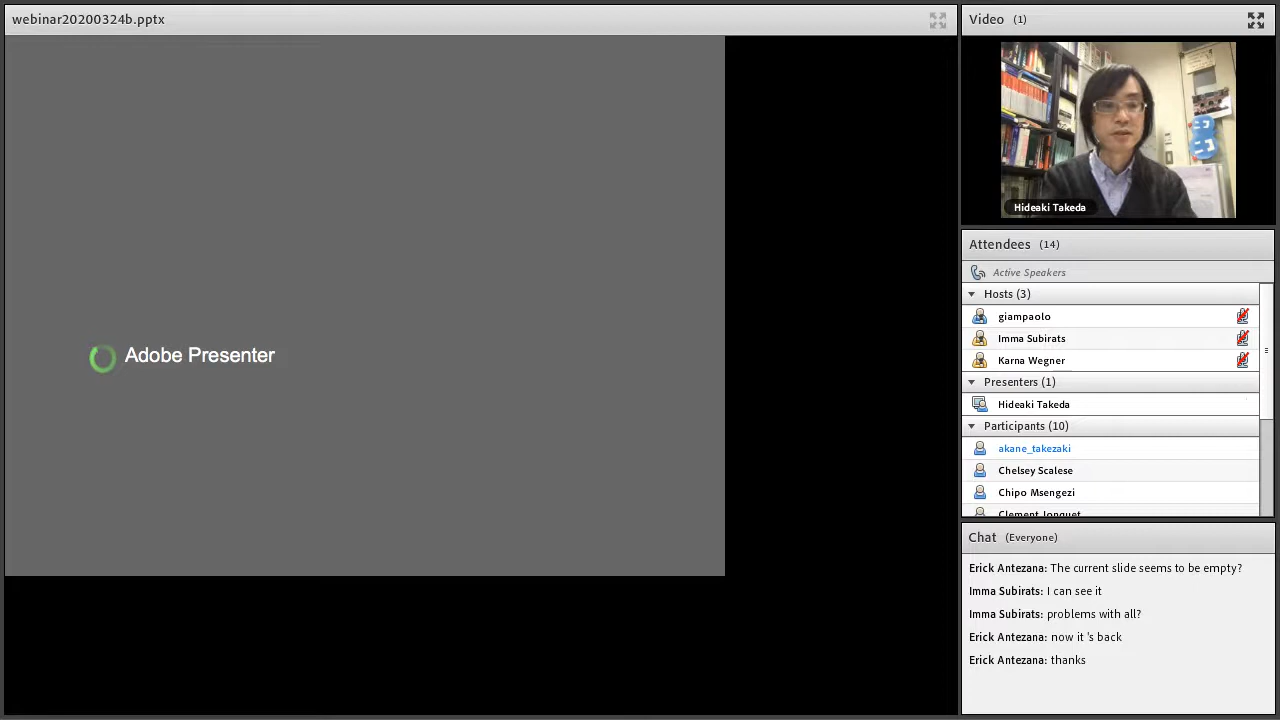 webinar20200324b.pptx
Adobe Presenter
Video (1)
Hideaki Takeda
Attendees (14)
Active Speakers
Hosts (3)
giampaolo
Imma Subirats
Karna Wegner
Presenters (1)
Hideaki Takeda
Participants (10)
akane_takezaki
Chelsey Scalese
Chipo Msengezi
Clement Jonquet
Chat (Everyone)
Erick Antezana: The current slide seems to be empty?
Imma Subirats: I can see it
Imma Subirats: problems with all?
Erick Antezana: now it 's back
Erick Antezana: thanks